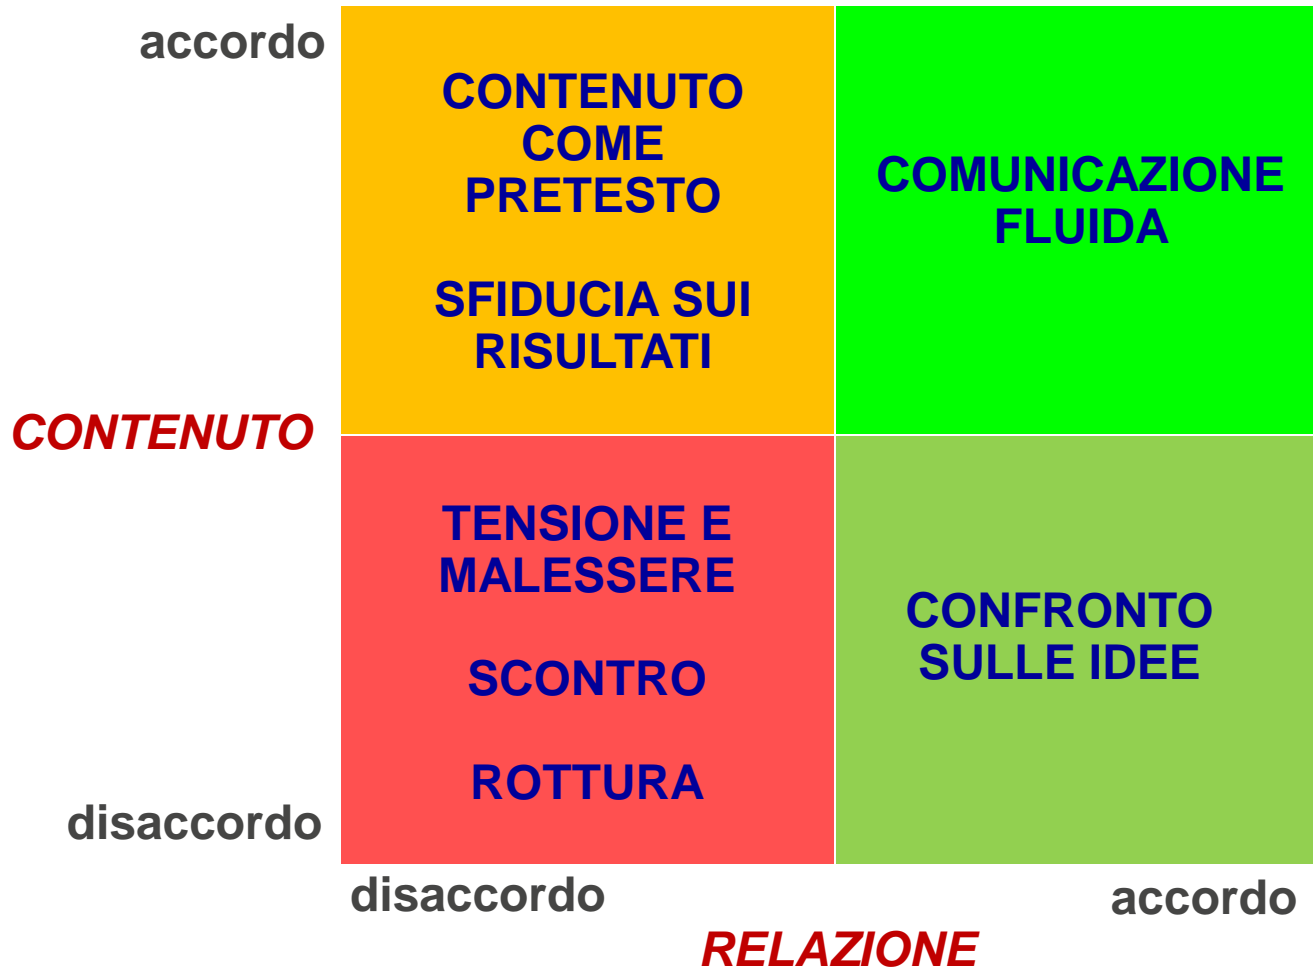 accordo
CONTENUTO
COME
PRETESTO
SFIDUCIA SUI
RISULTATI
COMUNICAZIONE
FLUIDA
CONTENUTO
TENSIONE E
MALESSERE
SCONTRO
ROTTURA
CONFRONTO
SULLE IDEE
disaccordo
disaccordo
accordo
RELAZIONE